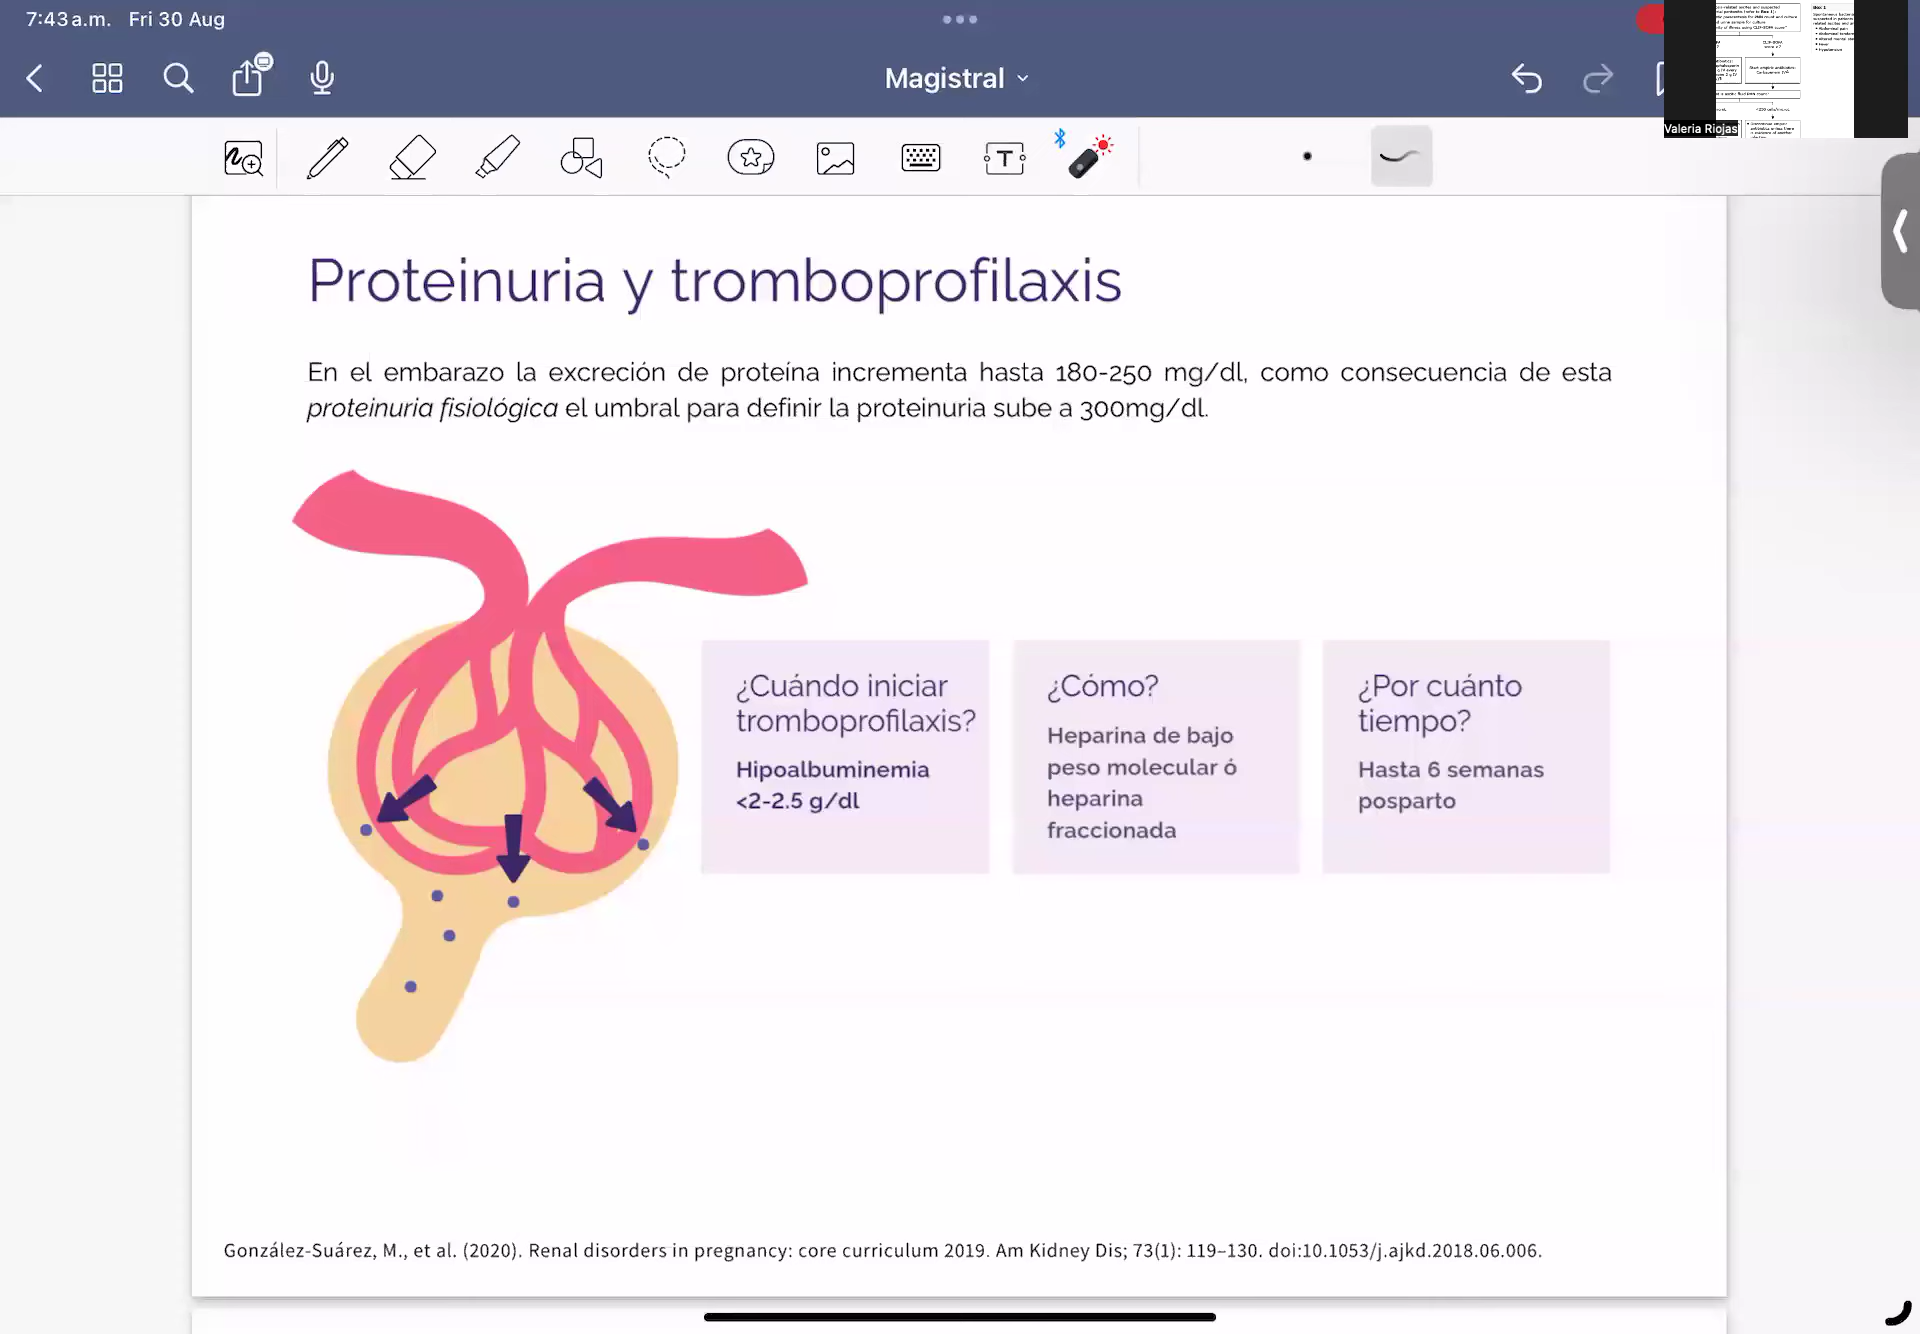 7:43 a.m. Fri 30 Aug
Magistral
Valeria Riojas
Box 1
T
Proteinuria y tromboprofilaxis
En el embarazo la excreción de proteína incrementa hasta 180-250 mg/dl, como consecuencia de esta
proteinuria fisiológica el umbral para definir la proteinuria sube a 300mg/dl.
¿Cuándo iniciar
tromboprofilaxis?
Hipoalbuminemia
<2-2.5 g/dl
¿Cómo?
Heparina de bajo
peso molecular ó
heparina
fraccionada
¿Por cuánto
tiempo?
Hasta 6 semanas
posparto
González-Suárez, M., et al. (2020). Renal disorders in pregnancy: core curriculum 2019. Am Kidney Dis; 73(1): 119–130. doi:10.1053/j.ajkd.2018.06.006.